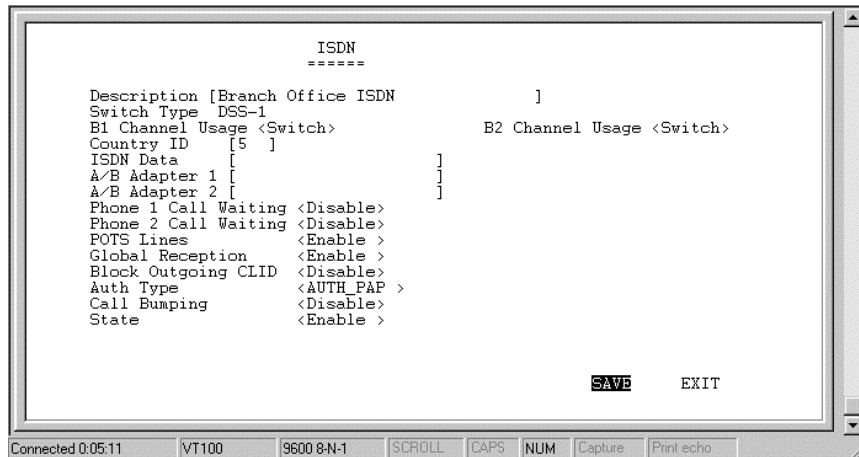 ISDN
======
Description [Branch Office ISDN ]
Switch Type DSS-1
B1 Channel Usage <Switch> B2 Channel Usage <Switch>
Country ID [5 ]
ISDN Data [ ]
A/B Adapter 1 [ ]
A/B Adapter 2 [ ]
Phone 1 Call Waiting <Disable>
Phone 2 Call Waiting <Disable>
POTS Lines <Enable >
Global Reception <Enable >
Block Outgoing CLID <Disable>
Auth Type <AUTH_PAP >
Call Bumping <Disable>
State <Enable >
SAVE EXIT
Connected 0:05:11 VT100 9600 8-N-1 SCROLL CAPS NUM Capture Print echo